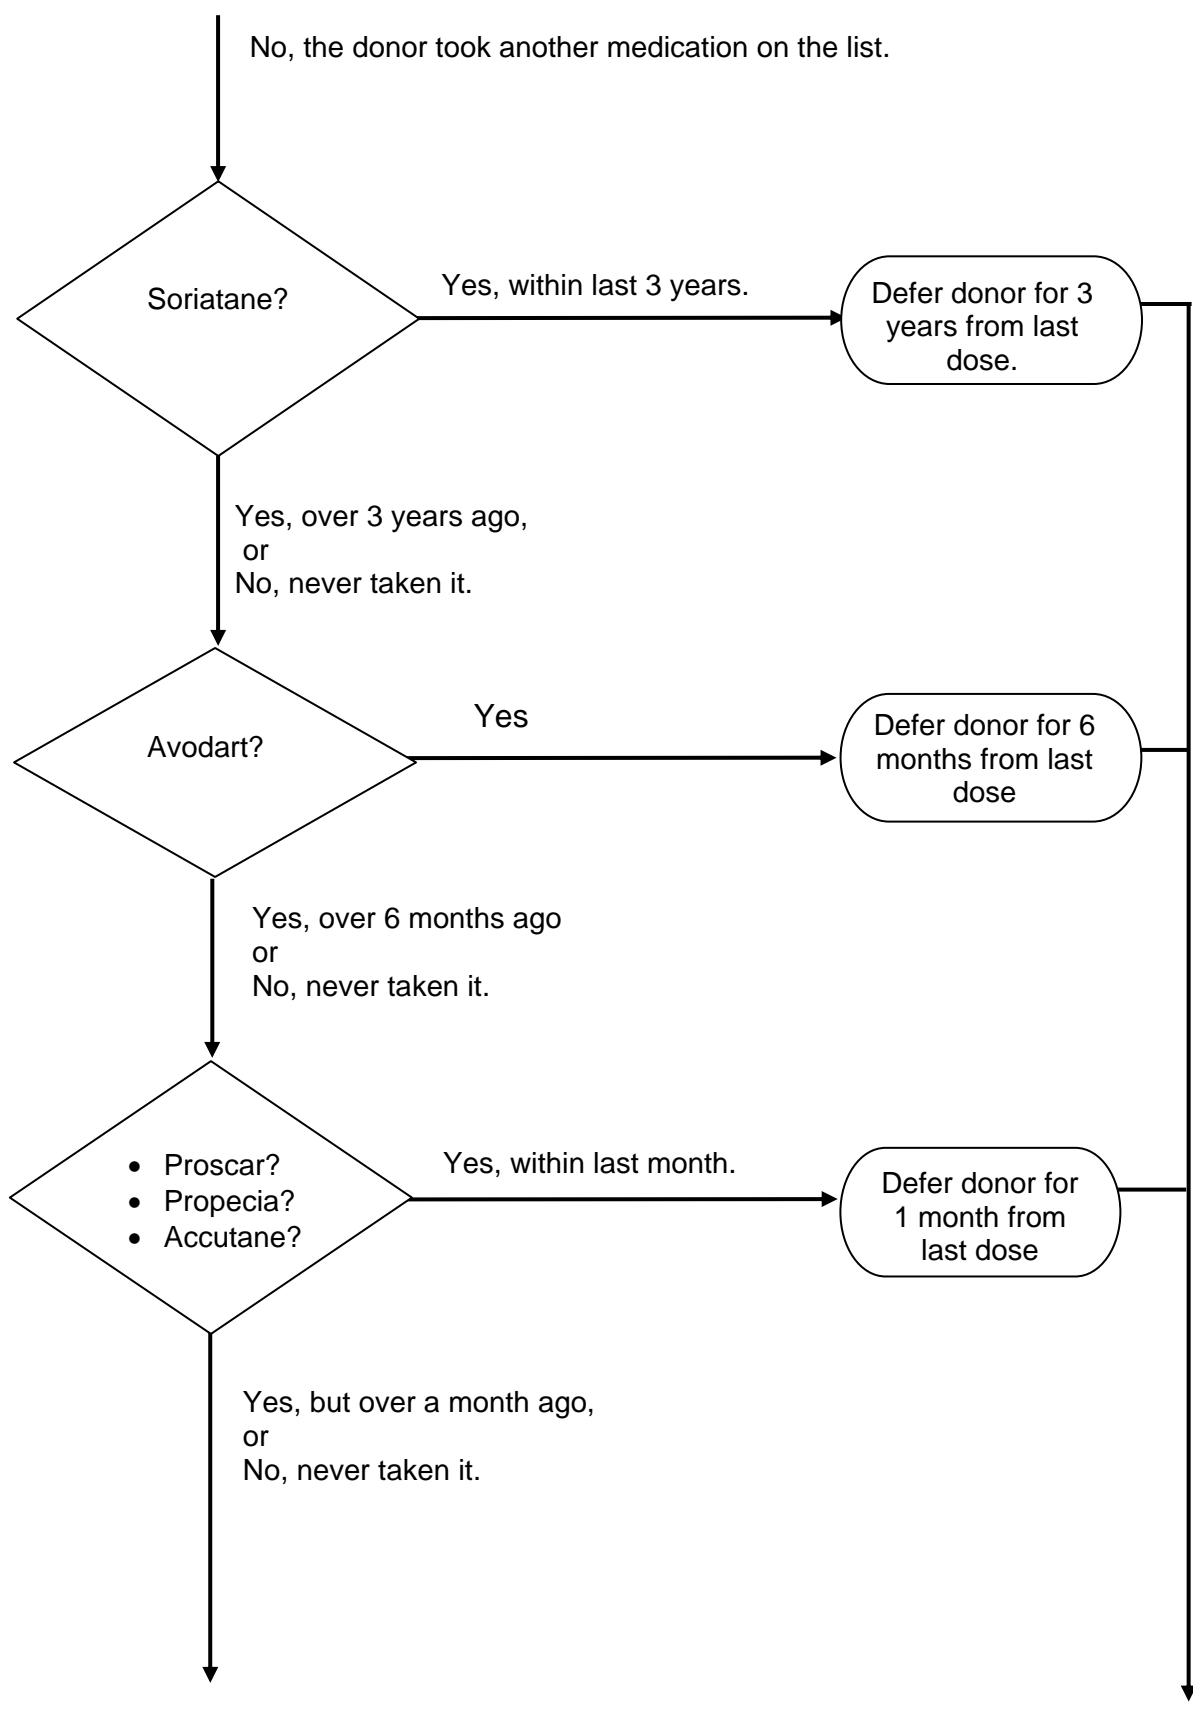 No, the donor took another medication on the list.
Soriatane?
Yes, within last 3 years.
Defer donor for 3
years from last
dose.
Yes, over 3 years ago,
or
No, never taken it.
Avodart?
Yes
Defer donor for 6
months from last
dose
Yes, over 6 months ago
or
No, never taken it.
• Proscar?
• Propecia?
• Accutane?
Yes, within last month.
Defer donor for
1 month from
last dose
Yes, but over a month ago,
or
No, never taken it.